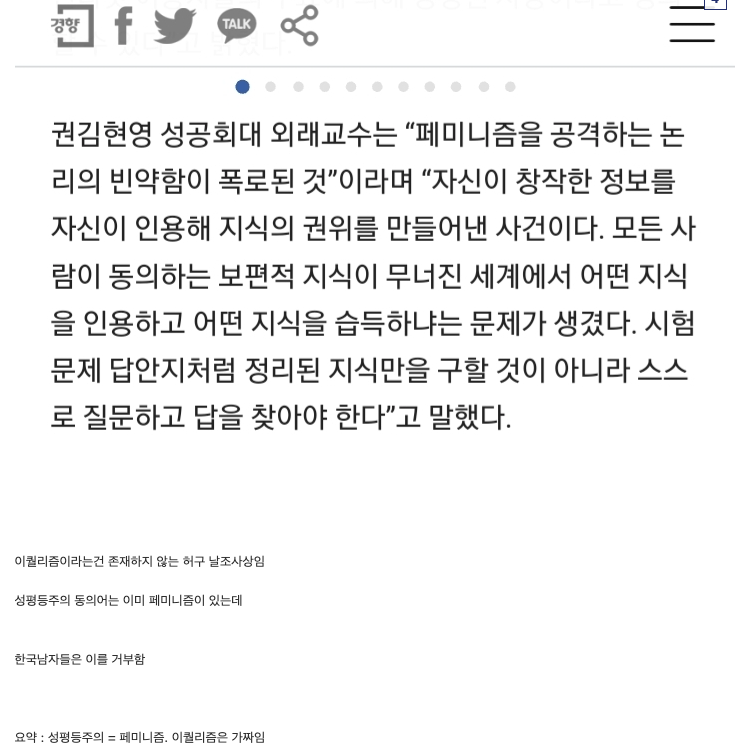 경향
TALK
권김현영 성공회대 외래교수는 “페미니즘을 공격하는 논
리의 빈약함이 폭로된 것”이라며 “자신이 창작한 정보를
자신이 인용해 지식의 권위를 만들어낸 사건이다. 모든 사
람이 동의하는 보편적 지식이 무너진 세계에서 어떤 지식
을 인용하고 어떤 지식을 습득하냐는 문제가 생겼다. 시험
문제 답안지처럼 정리된 지식만을 구할 것이 아니라 스스
로 질문하고 답을 찾아야 한다”고 말했다.
이퀄리즘이라는건 존재하지 않는 허구 날조사상임
성평등주의 동의어는 이미 페미니즘이 있는데
한국남자들은 이를 거부함
요약 : 성평등주의 = 페미니즘. 이퀄리즘은 가짜임